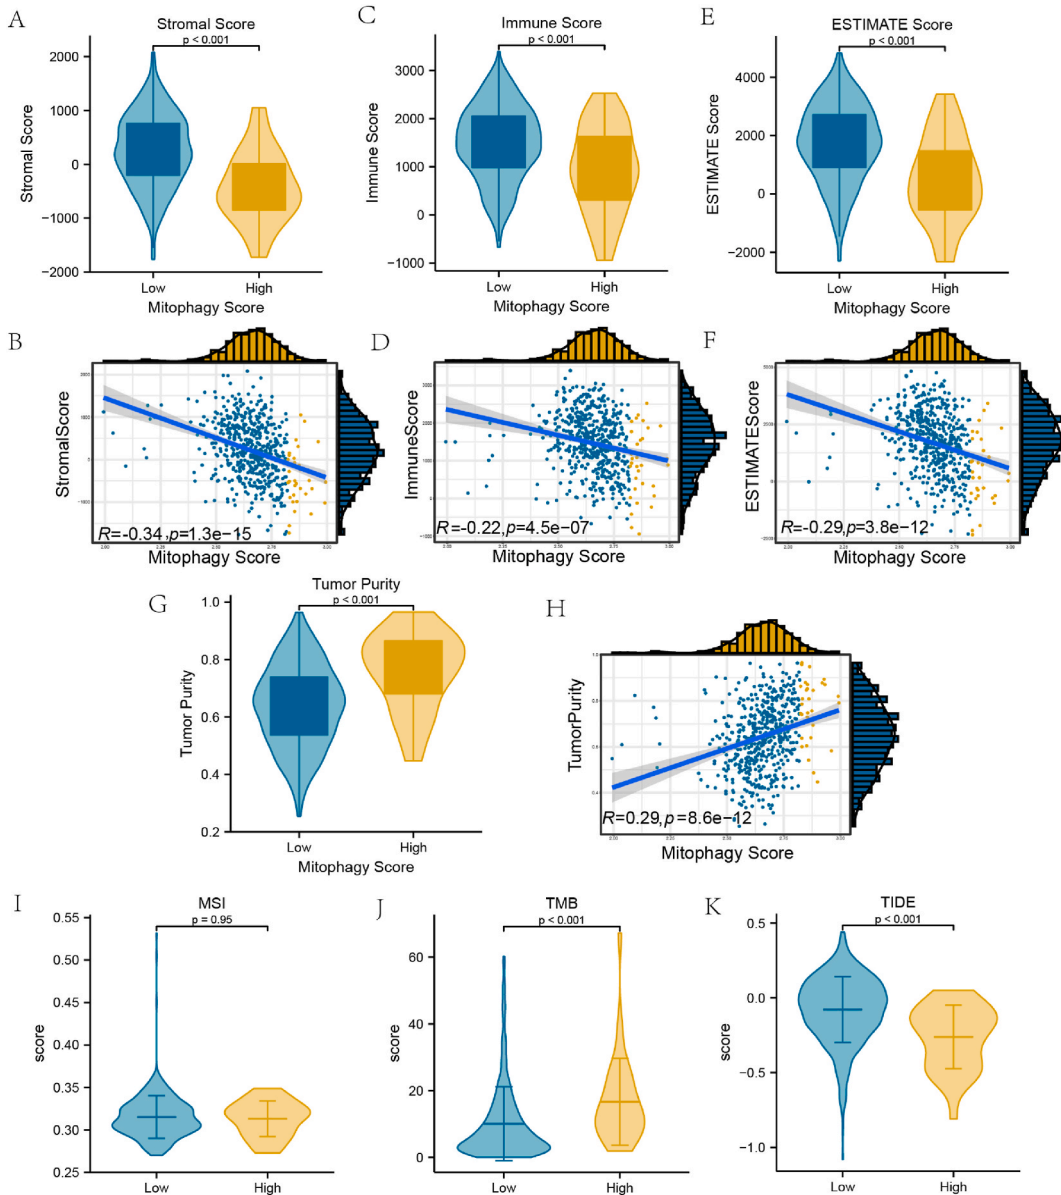 A
Stromal Score
p < 0.001
2000
1000
0
−1000
−2000
Stromal Score
Low
High
Mitophagy Score
C
Immune Score
p < 0.001
3000
2000
1000
0
−1000
Immune Score
Low
High
Mitophagy Score
E
ESTIMATE Score
p < 0.001
4000
2000
0
−2000
ESTIMATE Score
Low
High
Mitophagy Score
B
StromalScore
R=-0.34, p=1.3e−15
Mitophagy Score
D
ImmuneScore
R=-0.22, p=4.5e−07
Mitophagy Score
F
ESTIMATEScore
R=-0.29, p=3.8e−12
Mitophagy Score
G
Tumor Purity
p < 0.001
1.0
0.8
0.6
0.4
0.2
Tumor Purity
Low
High
Mitophagy Score
H
TumorPurity
R=0.29, p=8.6e−12
Mitophagy Score
I
MSI
p = 0.95
0.55
0.50
0.45
0.40
0.35
0.30
0.25
score
Low
High
J
TMB
p < 0.001
60
40
20
0
score
Low
High
K
TIDE
p < 0.001
0.5
0.0
−0.5
−1.0
score
Low
High